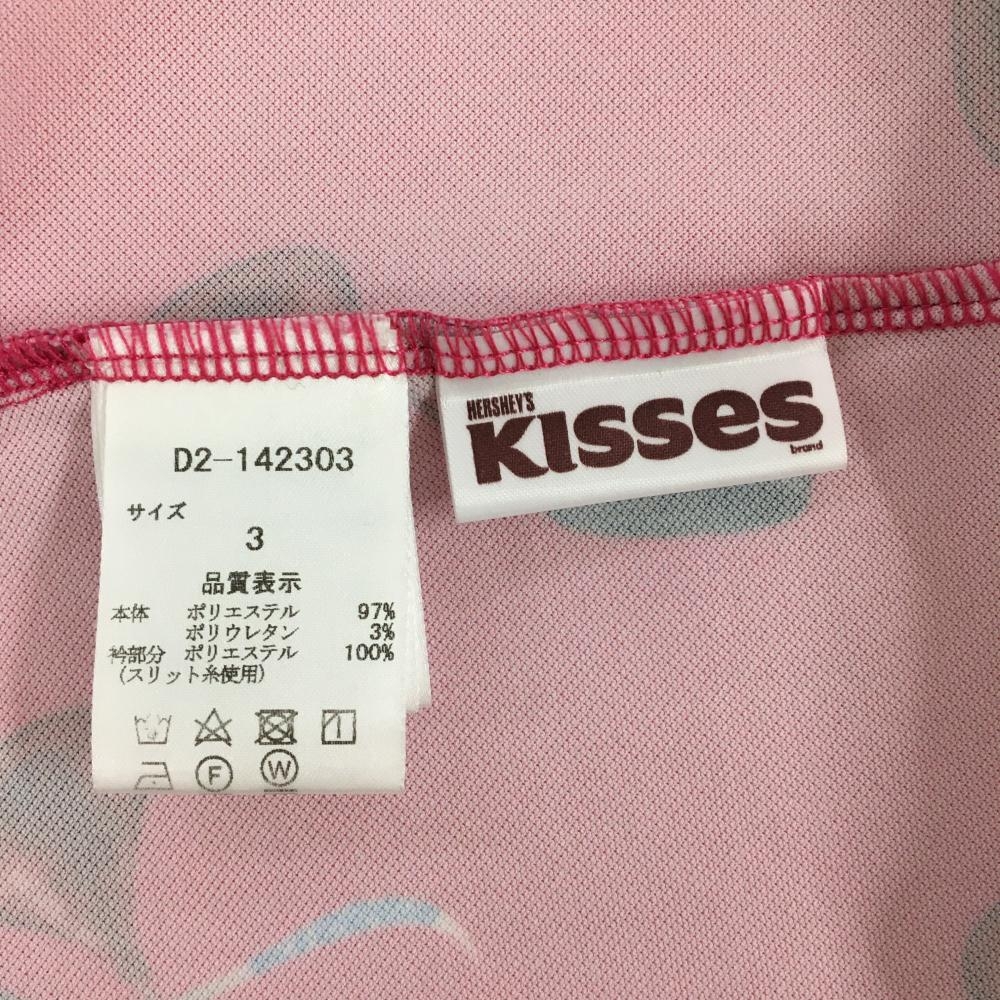 D2-142303
サイズ
3
品質表示
本体 ポリエステル 97%
ポリウレタン 3%
衿部分 ポリエステル 100%
(スリット糸使用)
F W
HERSHEY'S
KISSES
brand